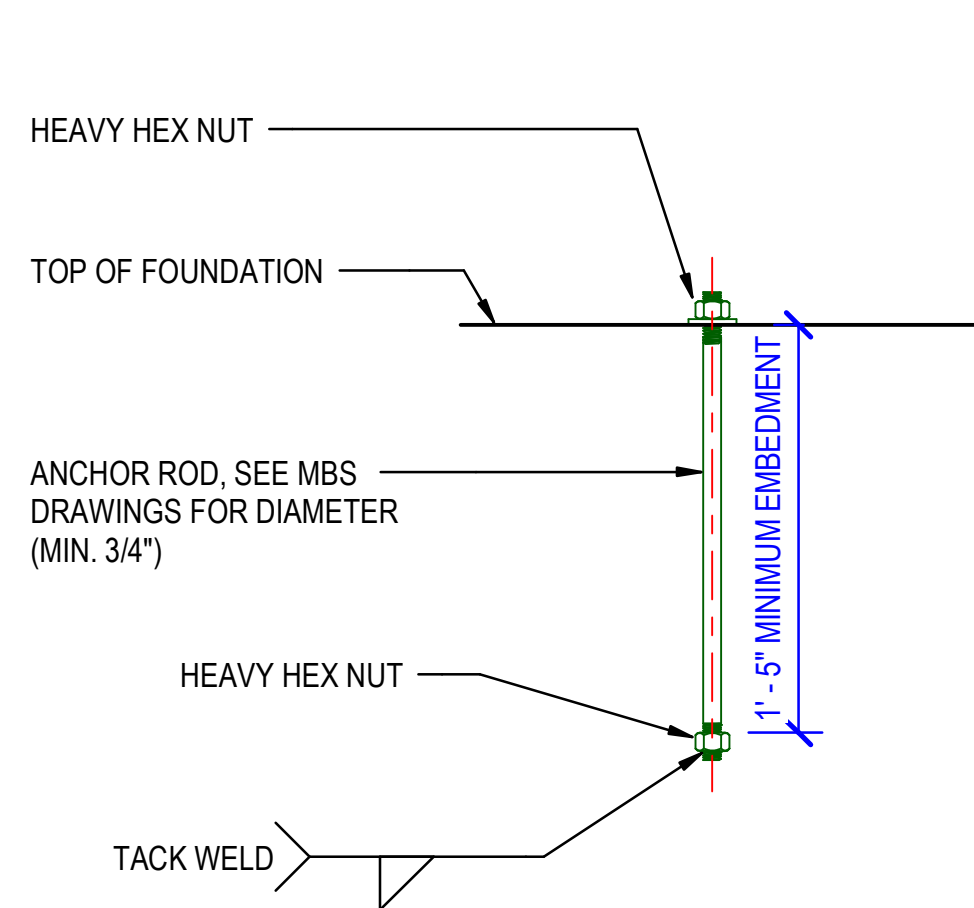 HEAVY HEX NUT
TOP OF FOUNDATION
ANCHOR ROD, SEE MBS
DRAWINGS FOR DIAMETER
(MIN. 3/4")
1' - 5" MINIMUM EMBEDMENT
HEAVY HEX NUT
TACK WELD